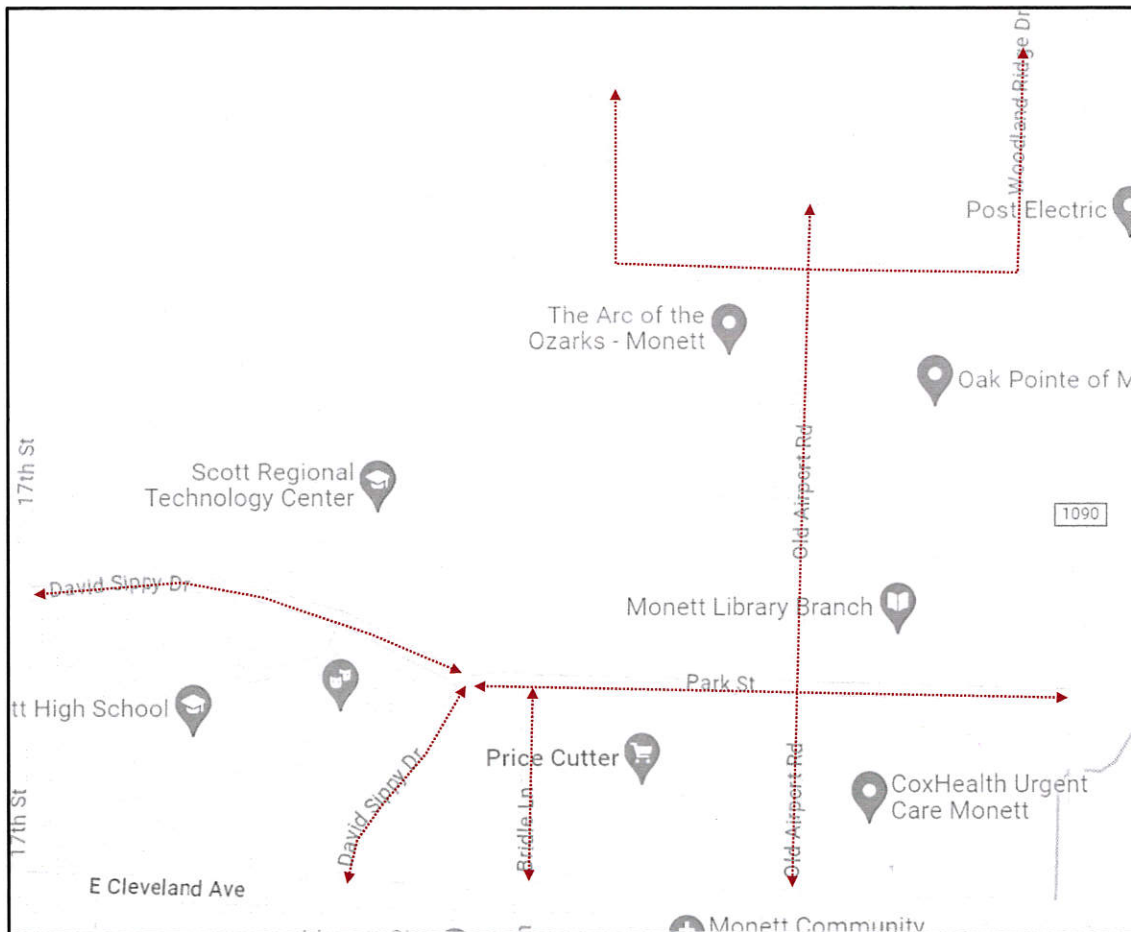 Woodland Ridge Dr
Post Electric
The Arc of the
Ozarks - Monett
Oak Pointe of M
Old Airport Rd
17th St
Scott Regional
Technology Center
1090
David Sippy Dr
Monett Library Branch
Park St
tt High School
Price Cutter
David Sippy Dr
Bridle Ln
Old Airport Rd
CoxHealth Urgent
Care Monett
17th St
E Cleveland Ave
Monett Community